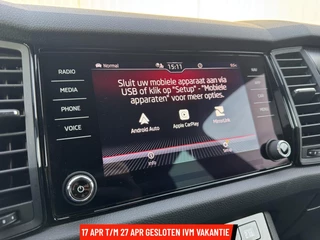 Normal
15:11
RADIO
MEDIA
PHONE
VOICE
Sluit uw mobiele apparaat aan via
USB of klik op "Setup" - "Mobiele
apparaten" voor meer opties.
Android Auto
Apple CarPlay
MirrorLink
17 APR T/M 27 APR GESLOTEN IVM VAKANTIE